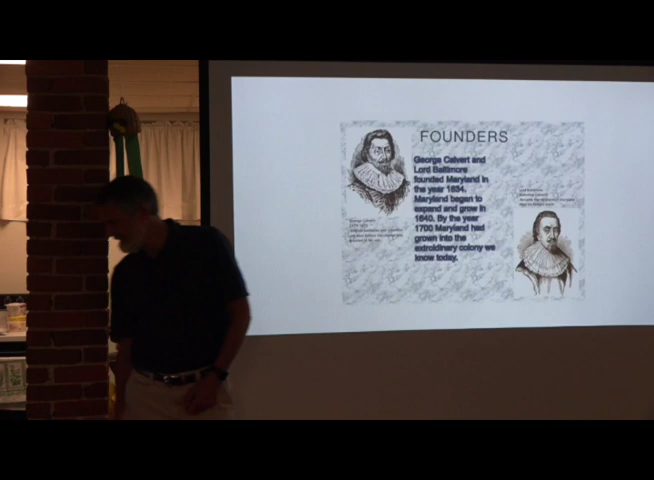 FOUNDERS
George Calvert and
Lord Baltimore
founded Maryland in
the year 1634.
Maryland began to
expand and grow in
1640. By the year
1700 Maryland had
grown into the
extroidinary colony we
know today.